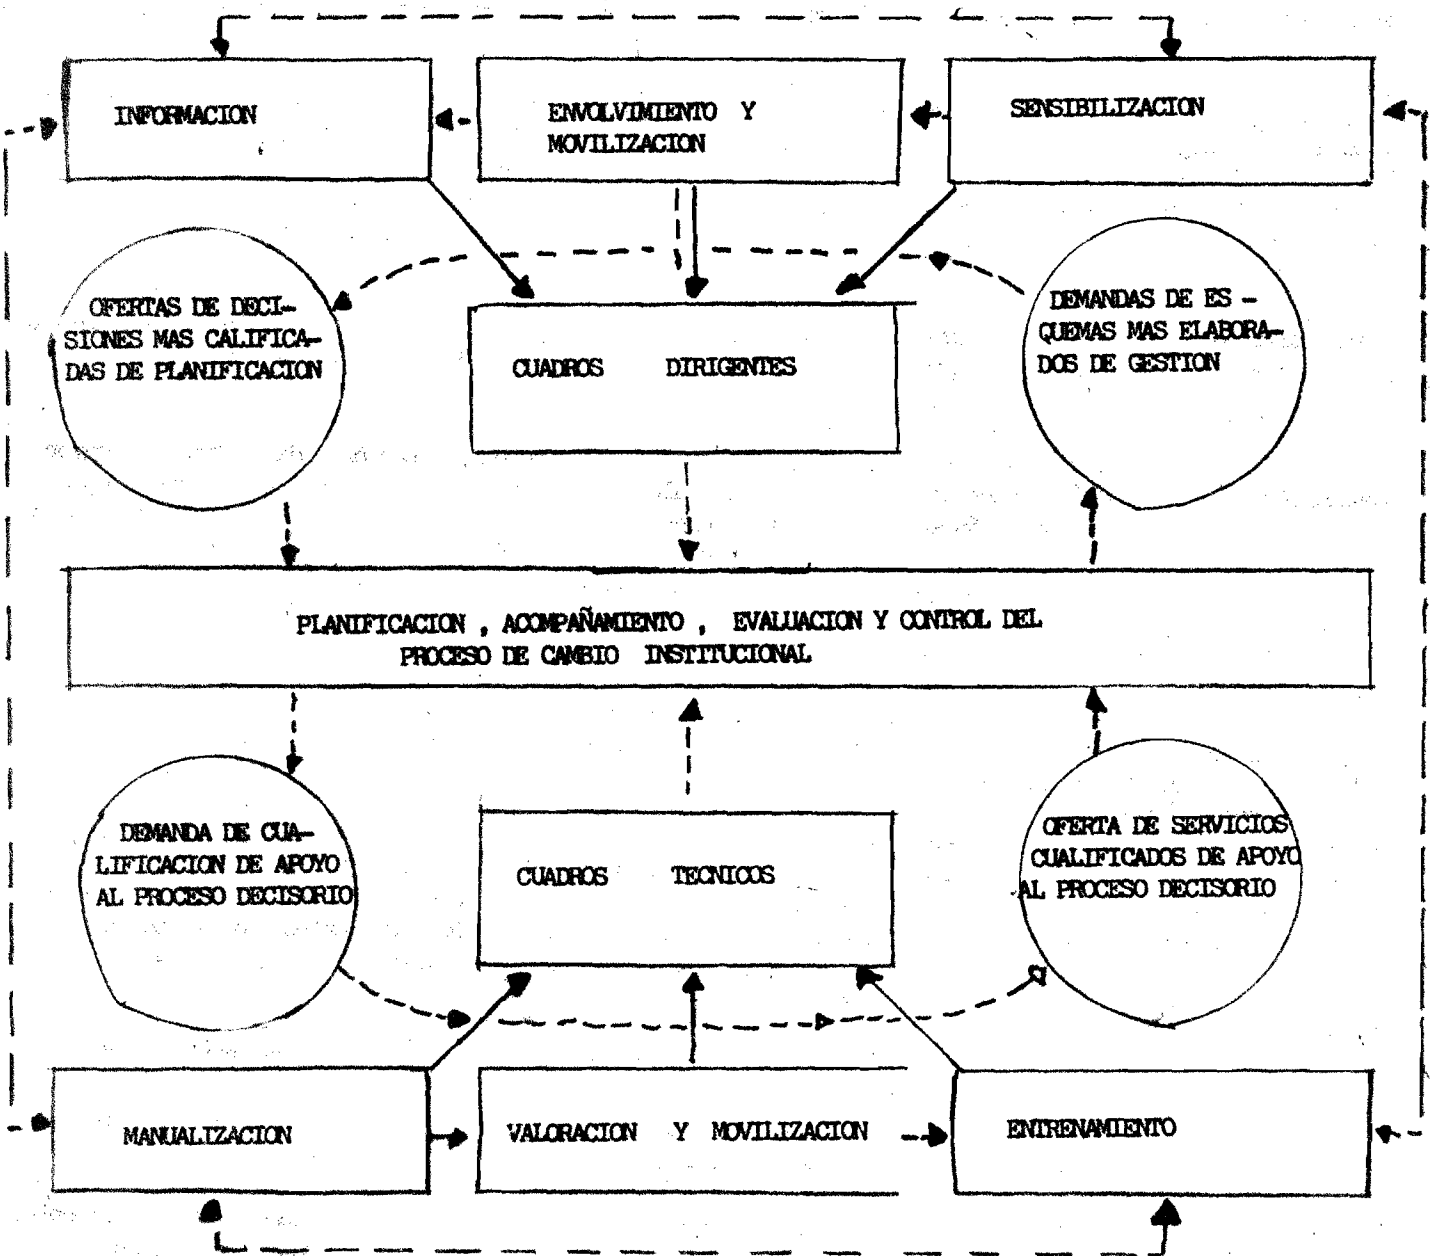 INFORMACION
ENVOLVIMIENTO Y
MOVILIZACION
SENSIBILIZACION
OFERTAS DE DECI-
SIONES MAS CALIFICA-
DAS DE PLANIFICACION
CUADROS DIRIGENTES
DEMANDAS DE ES -
QUEMAS MAS ELABORA-
DOS DE GESTION
PLANIFICACION , ACOMPAÑAMIENTO , EVALUACION Y CONTROL DEL
PROCESO DE CAMBIO INSTITUCIONAL
DEMANDA DE CUA-
LIFICACION DE APOYO
AL PROCESO DECISORIO
CUADROS TECNICOS
OFERTA DE SERVICIOS
CUALIFICADOS DE APOYO
AL PROCESO DECISORIO
MANUALIZACION
VALORACION Y MOVILIZACION
ENTRENAMIENTO